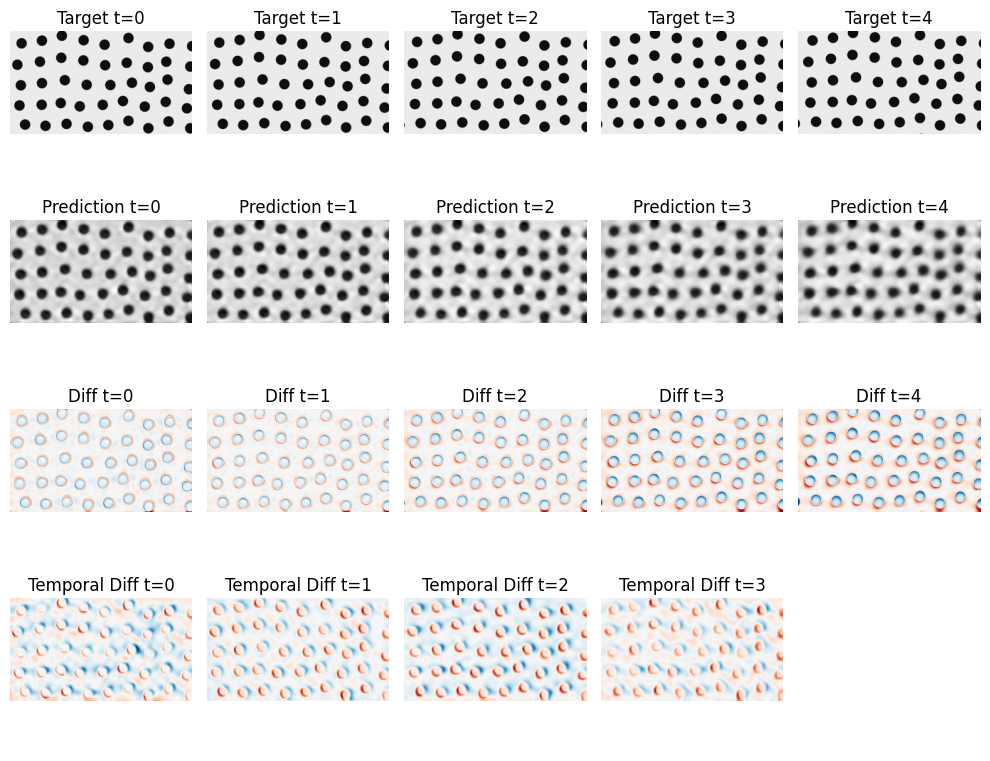 Target t=0 Target t=1 Target t=2 Target t=3 Target t=4
Prediction t=0 Prediction t=1 Prediction t=2 Prediction t=3 Prediction t=4
Diff t=0 Diff t=1 Diff t=2 Diff t=3 Diff t=4
Temporal Diff t=0 Temporal Diff t=1 Temporal Diff t=2 Temporal Diff t=3